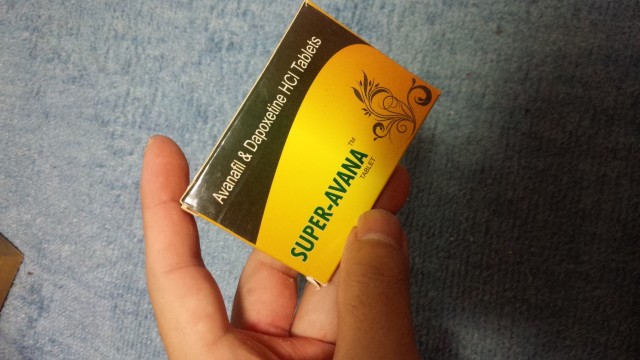 Avanafil & Dapoxetine HCl Tablets
SUPER-AVANA™
TABLET